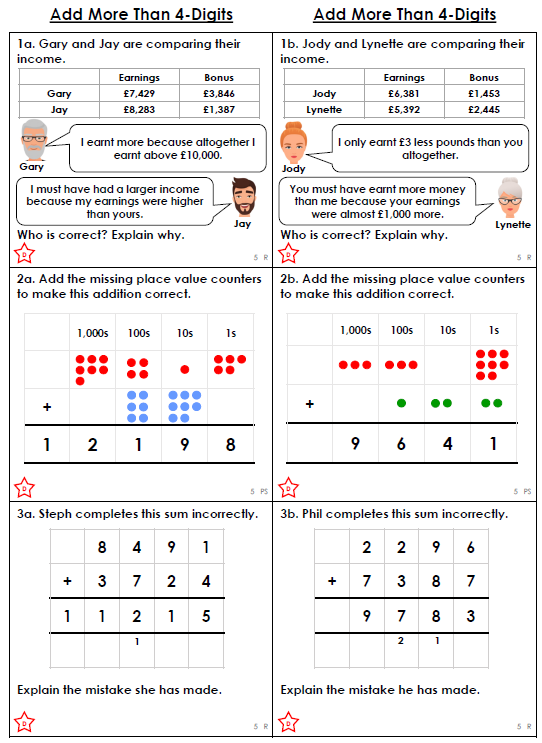 Add More Than 4-Digits
Add More Than 4-Digits
1a. Gary and Jay are comparing their
income.
Earnings Bonus
Gary £7,429 £3,846
Jay £8,283 £1,387
I earnt more because altogether I
earnt above £10,000.
Gary
I must have had a larger income
because my earnings were higher
than yours.
Jay
Who is correct? Explain why.
D
5 R
1b. Jody and Lynette are comparing their
income.
Earnings Bonus
Jody £6,381 £1,453
Lynette £5,392 £2,445
I only earnt £3 less pounds than you
altogether.
Jody
You must have earnt more money
than me because your earnings
were almost £1,000 more.
Lynette
Who is correct? Explain why.
D
5 R
2a. Add the missing place value counters
to make this addition correct.
1,000s 100s 10s 1s
+
1 2 1 9 8
D
5 PS
2b. Add the missing place value counters
to make this addition correct.
1,000s 100s 10s 1s
+
9 6 4 1
D
5 PS
3a. Steph completes this sum incorrectly.
8 4 9 1
+ 3 7 2 4
1 1 2 1 5
1
Explain the mistake she has made.
D
5 R
3b. Phil completes this sum incorrectly.
2 2 9 6
+ 7 3 8 7
9 7 8 3
2 1
Explain the mistake he has made.
D
5 R